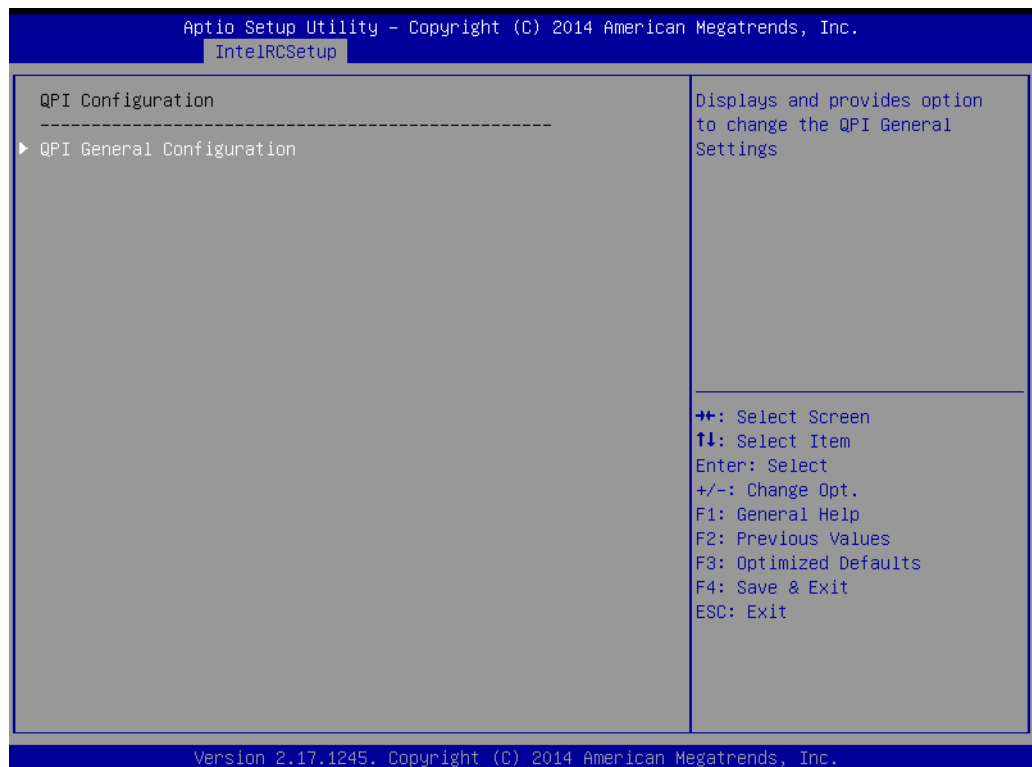 Aptio Setup Utility – Copyright (C) 2014 American Megatrends, Inc.
IntelRCSetup
QPI Configuration
--------------------------------------------------
▶ QPI General Configuration
Displays and provides option
to change the QPI General
Settings
→←: Select Screen
↑↓: Select Item
Enter: Select
+/-: Change Opt.
F1: General Help
F2: Previous Values
F3: Optimized Defaults
F4: Save & Exit
ESC: Exit
Version 2.17.1245. Copyright (C) 2014 American Megatrends, Inc.